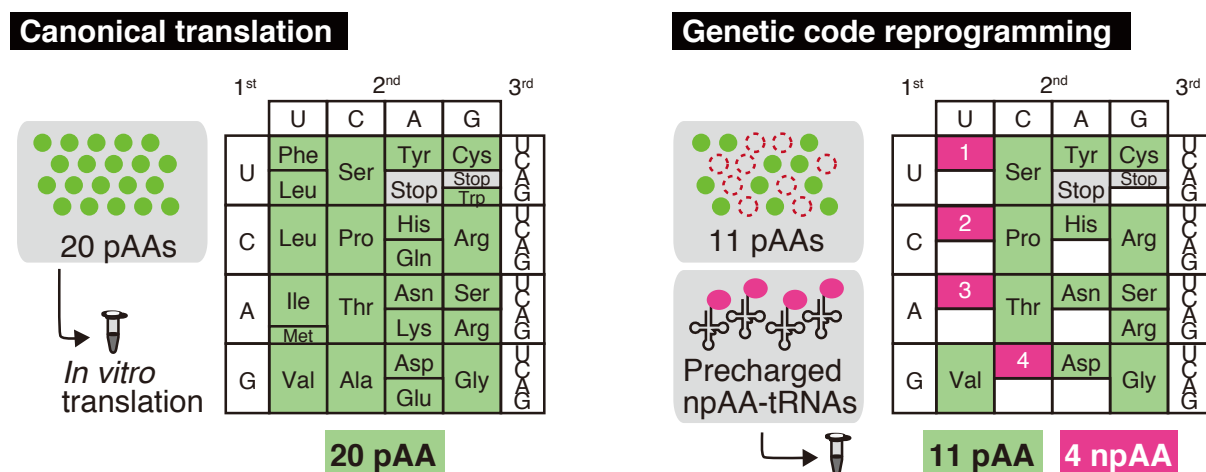 Canonical translation
1st 2nd 3rd
U C A G
U Phe Ser Tyr Cys U
Leu Stop Stop C
Trp A
G
C Leu Pro His Arg U
Gln C
A
G
A Ile Thr Asn Ser U
Met Lys Arg C
A
G
G Val Ala Asp Gly U
Glu C
A
G
20 pAAs
In vitro
translation
20 pAA
Genetic code reprogramming
1st 2nd 3rd
U C A G
U 1 Ser Tyr Cys U
Stop Stop C
A
G
C 2 Pro His Arg U
C
A
G
A 3 Thr Asn Ser U
Arg C
A
G
G Val 4 Asp Gly U
C
A
G
11 pAAs
Precharged
npAA-tRNAs
11 pAA 4 npAA